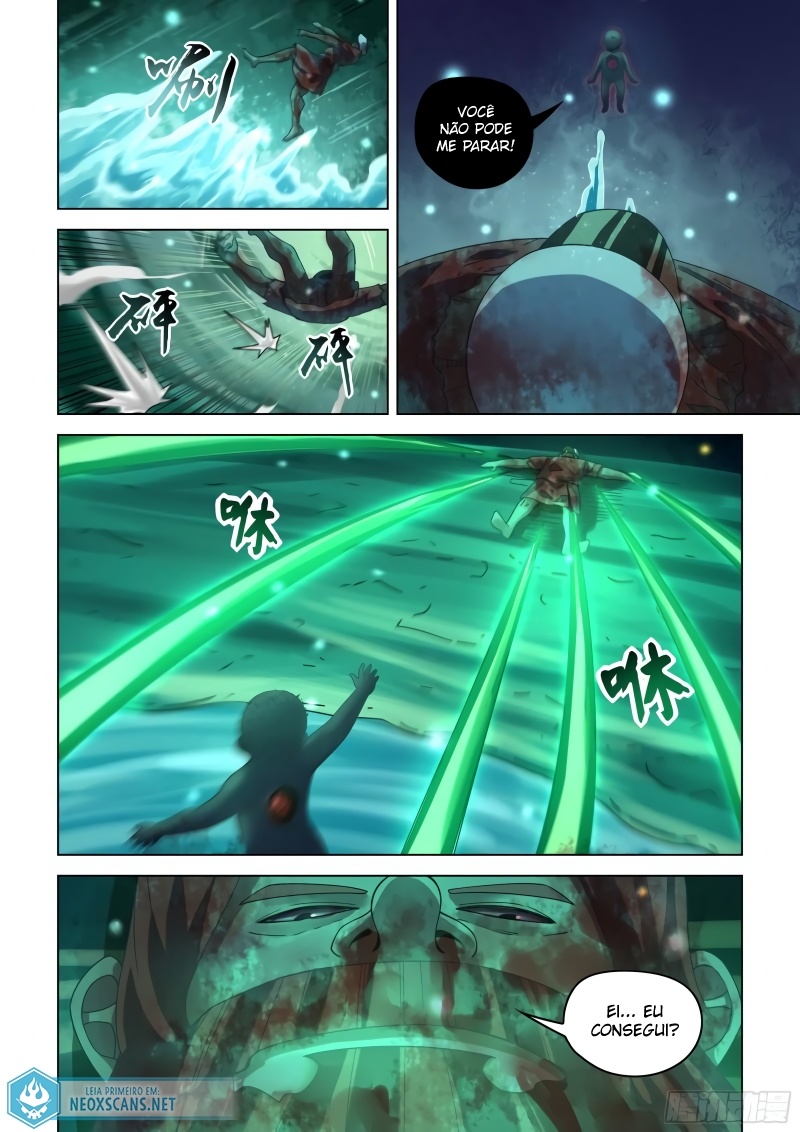 唰
VOCÊ
NÃO PODE
ME PARAR!
砰
砰
咻
咻
EI... EU
CONSEGUI?
LEIA PRIMEIRO EM:
NEOXSCANS.NET